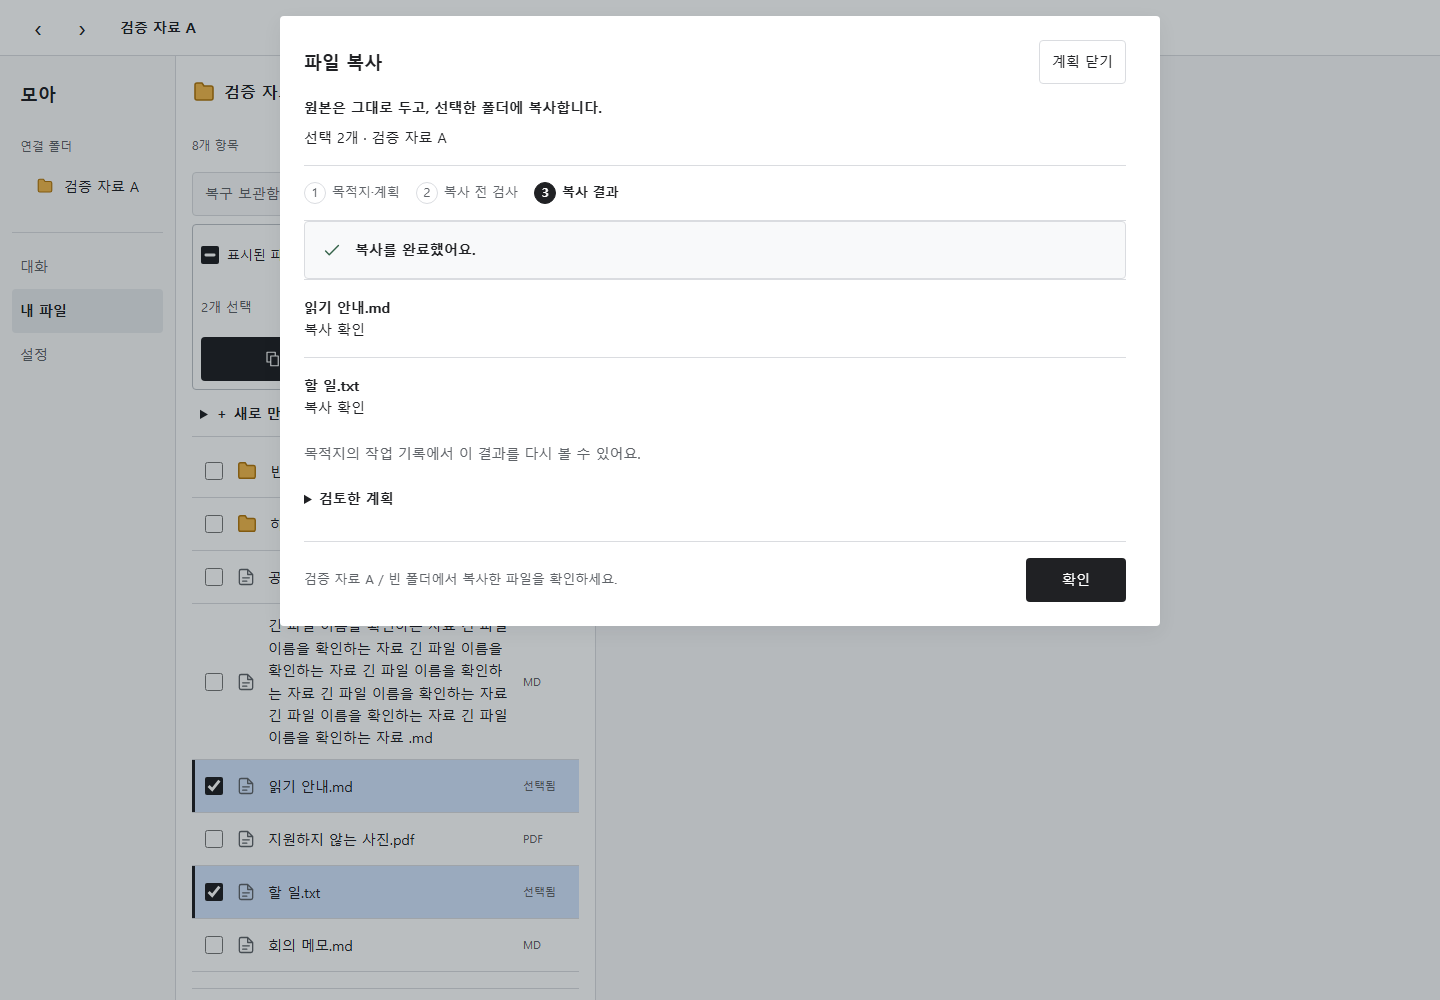 검증 자료 A
모아
연결 폴더
검증 자료 A
대화
내 파일
설정
검증 자
8개 항목
복구 보관함
표시된
2개 선택
+ 새로 만
파일 복사
계획 닫기
원본은 그대로 두고, 선택한 폴더에 복사합니다.
선택 2개 · 검증 자료 A
1 목적지·계획 2 복사 전 검사 3 복사 결과
복사를 완료했어요.
읽기 안내.md
복사 확인
할 일.txt
복사 확인
목적지의 작업 기록에서 이 결과를 다시 볼 수 있어요.
검토한 계획
검증 자료 A / 빈 폴더에서 복사한 파일을 확인하세요.
확인
긴 파일 이름을 확인하는 자료 긴 파일
이름을 확인하는 자료 긴 파일 이름을
확인하는 자료 긴 파일 이름을 확인하
는 자료 긴 파일 이름을 확인하는 자료
긴 파일 이름을 확인하는 자료 긴 파일
이름을 확인하는 자료 .md
MD
읽기 안내.md 선택됨
지원하지 않는 사진.pdf PDF
할 일.txt 선택됨
회의 메모.md MD